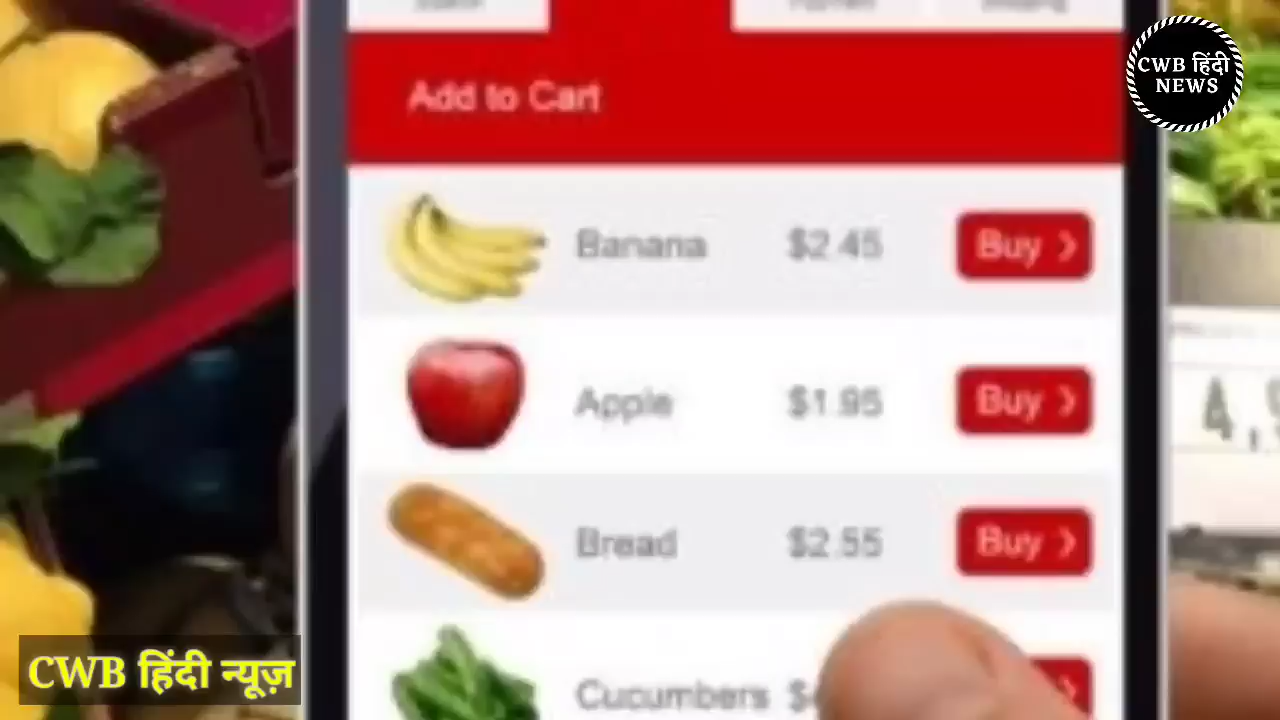 CWB हिंदी
NEWS
Add to Cart
Banana $2.45 Buy
Apple $1.95 Buy
Bread $2.55 Buy
Cucumbers
CWB हिंदी न्यूज़